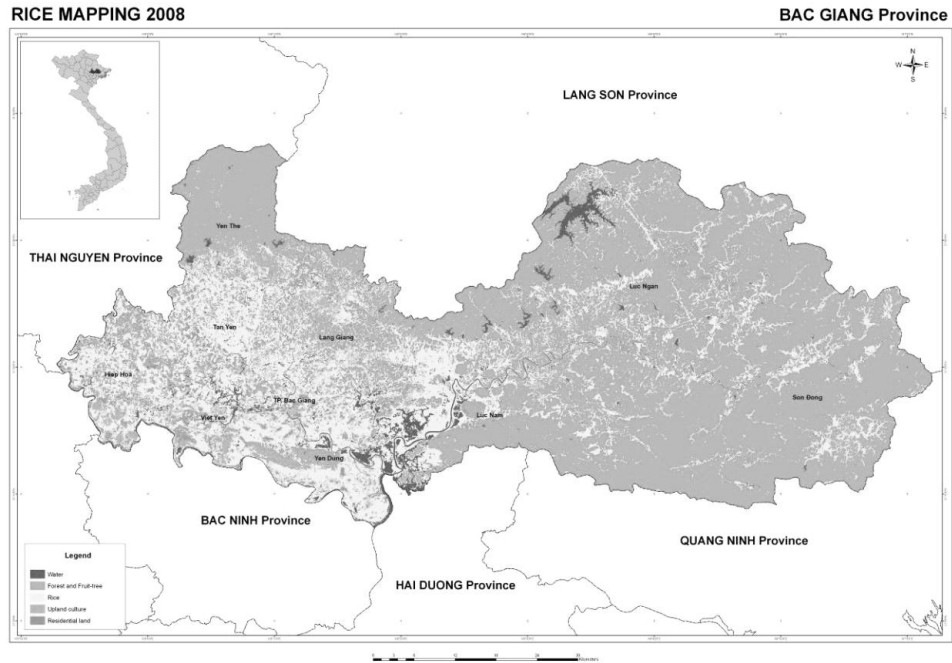 RICE MAPPING 2008
BAC GIANG Province
N
W E
S
LANG SON Province
Yen The
THAI NGUYEN Province
Luc Ngan
Tan Yen
Lang Giang
Hiep Hoa
Son Dong
TP. Bac Giang
Viet Yen
Luc Nam
Yen Dung
BAC NINH Province
QUANG NINH Province
HAI DUONG Province
Legend
Water
Forest and Fruit-tree
Rice
Upland culture
Residential land